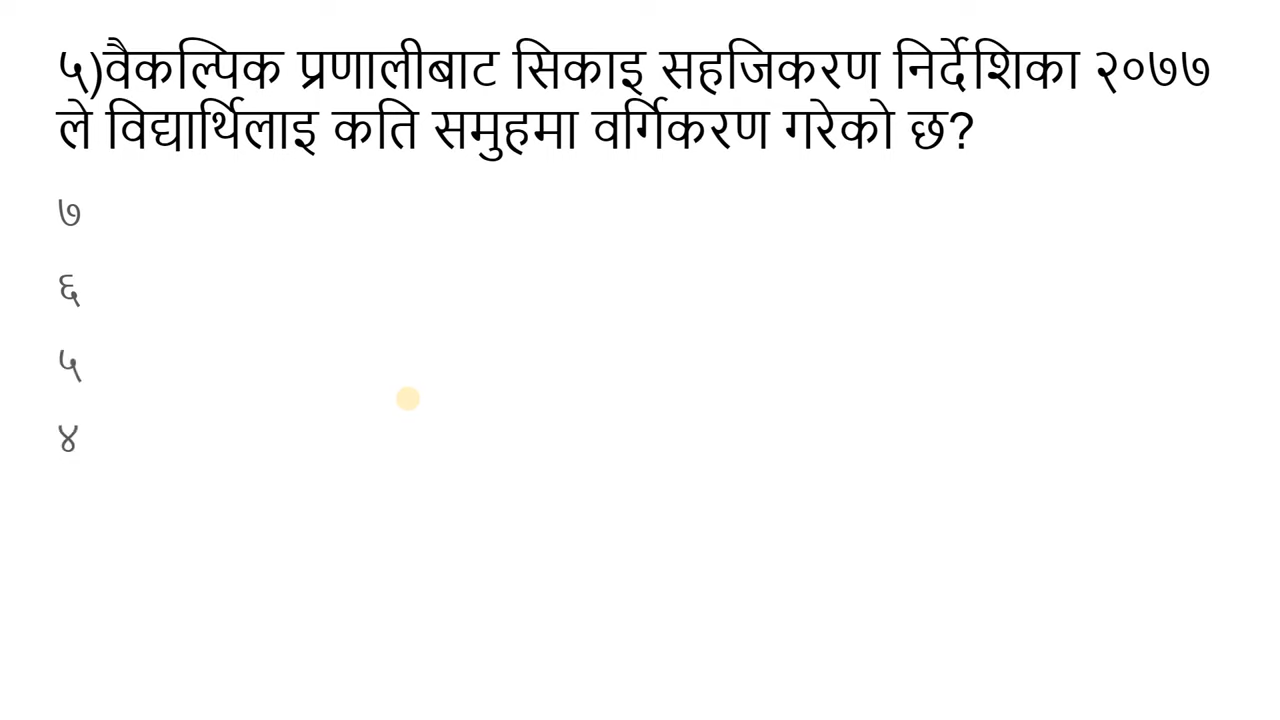 ५)वैकल्पिक प्रणालीबाट सिकाइ सहजिकरण निर्देशिका २०७७
ले विद्यार्थिलाइ कति समुहमा वर्गिकरण गरेको छ?
७
६
५
४